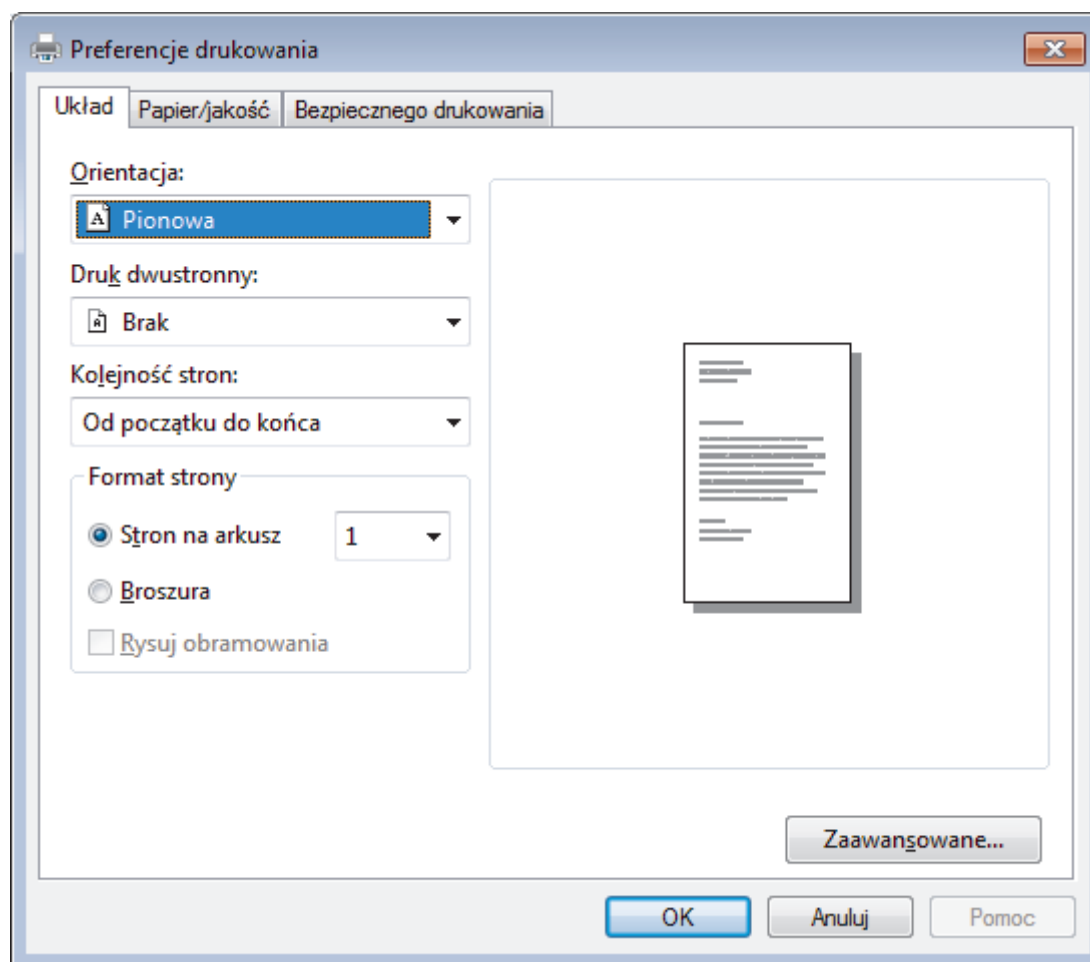 Preferencje drukowania
Układ Papier/jakość Bezpiecznego drukowania
Orientacja:
A Pionowa
Druk dwustronny:
A Brak
Kolejność stron:
Od początku do końca
Format strony
Stron na arkusz 1
Broszura
Rysuj obramowania
Zaawansowane...
OK Anuluj Pomoc